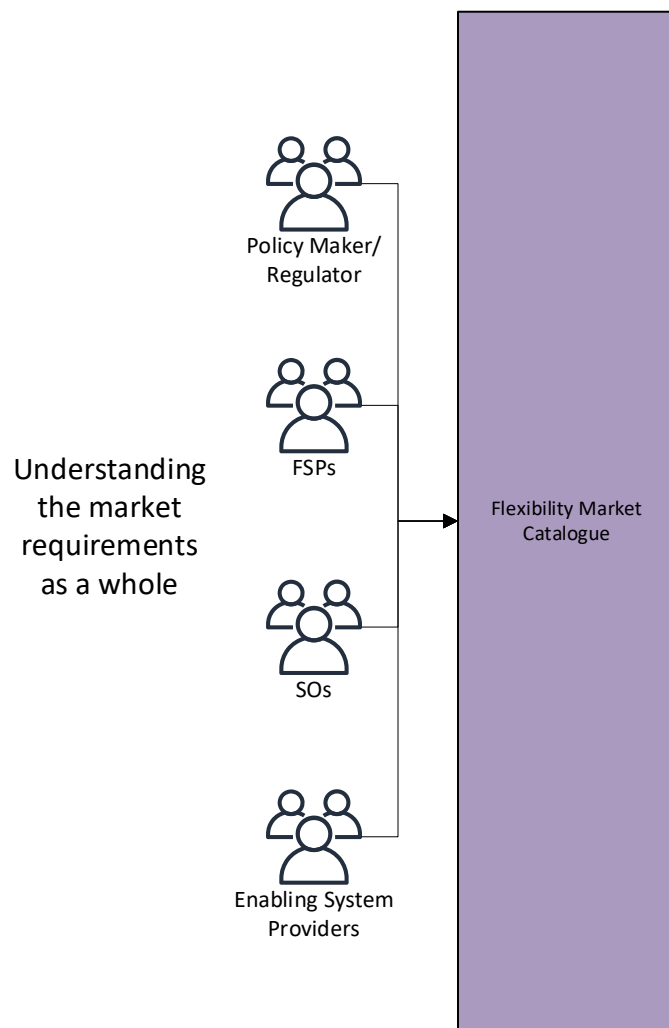 Policy Maker/
Regulator
FSPs
Understanding
the market
requirements
as a whole
Flexibility Market
Catalogue
SOs
Enabling System
Providers